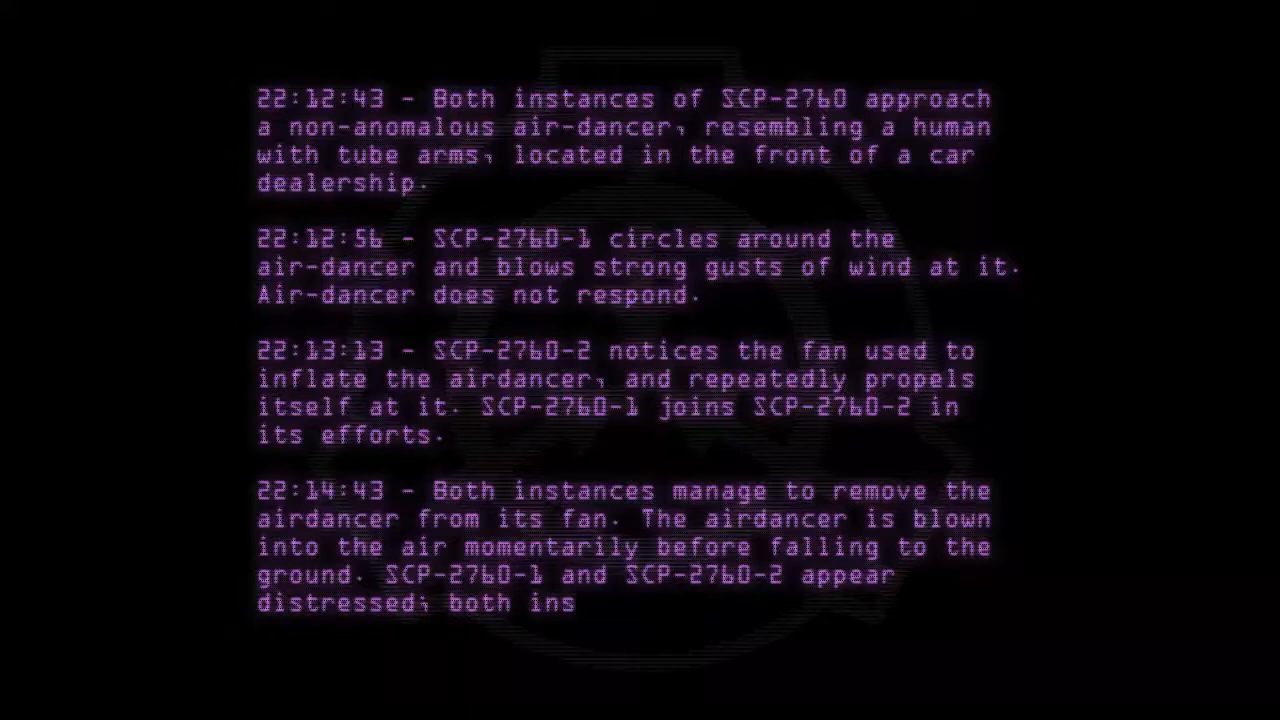 22:12:43 - Both instances of SCP-2760 approach
a non-anomalous air-dancer, resembling a human
with tube arms, located in the front of a car
dealership.
22:12:56 - SCP-2760-1 circles around the
air-dancer and blows strong gusts of wind at it.
Air-dancer does not respond.
22:13:13 - SCP-2760-2 notices the fan used to
inflate the airdancer, and repeatedly propels
itself at it. SCP-2760-1 joins SCP-2760-2 in
its efforts.
22:14:43 - Both instances manage to remove the
airdancer from its fan. The airdancer is blown
into the air momentarily before falling to the
ground. SCP-2760-1 and SCP-2760-2 appear
distressed; both ins